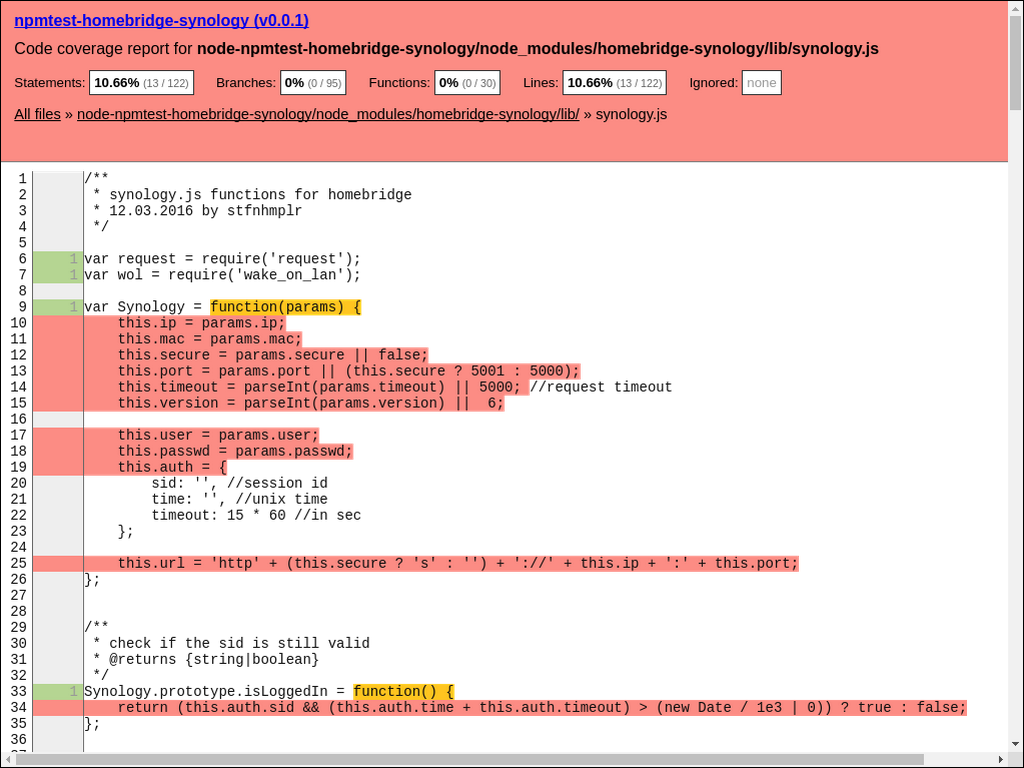 npmtest-homebridge-synology (v0.0.1)
Code coverage report for node-npmtest-homebridge-synology/node_modules/homebridge-synology/lib/synology.js
Statements: 10.66% (13 / 122) Branches: 0% (0 / 95) Functions: 0% (0 / 30) Lines: 10.66% (13 / 122) Ignored: none
All files » node-npmtest-homebridge-synology/node_modules/homebridge-synology/lib/ » synology.js
1 /**
2 * synology.js functions for homebridge
3 * 12.03.2016 by stfnhmplr
4 */
5
6 1 var request = require('request');
7 1 var wol = require('wake_on_lan');
8
9 1 var Synology = function(params) {
10 this.ip = params.ip;
11 this.mac = params.mac;
12 this.secure = params.secure || false;
13 this.port = params.port || (this.secure ? 5001 : 5000);
14 this.timeout = parseInt(params.timeout) || 5000; //request timeout
15 this.version = parseInt(params.version) ||  6;
16
17 this.user = params.user;
18 this.passwd = params.passwd;
19 this.auth = {
20 sid: '', //session id
21 time: '', //unix time
22 timeout: 15 * 60 //in sec
23 };
24
25 this.url = 'http' + (this.secure ? 's' : '') + '://' + this.ip + ':' + this.port;
26 };
27
28
29 /**
30 * check if the sid is still valid
31 * @returns {string|boolean}
32 */
33 1 Synology.prototype.isLoggedIn = function() {
34 return (this.auth.sid && (this.auth.time + this.auth.timeout) > (new Date / 1e3 | 0)) ? true : false;
35 };
36